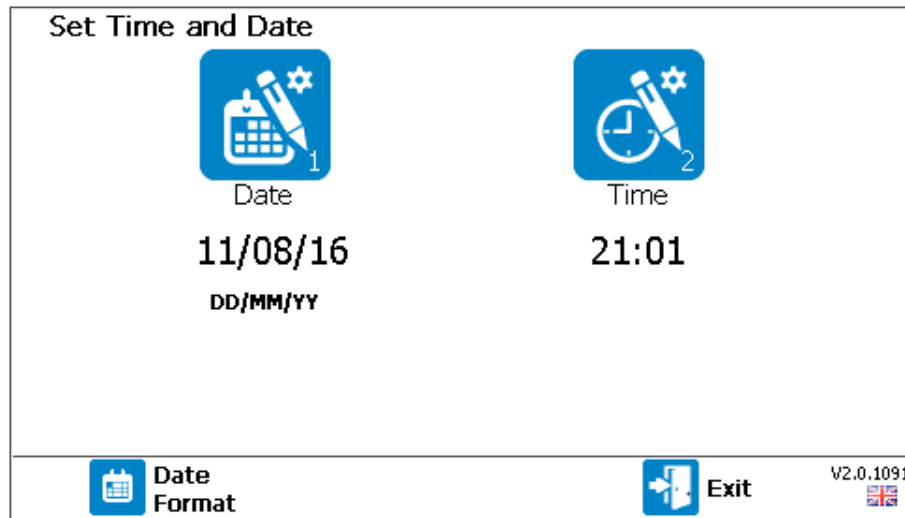 Set Time and Date
1
2
Date
Time
11/08/16
21:01
DD/MM/YY
Date
Format
Exit
V2.0.1091